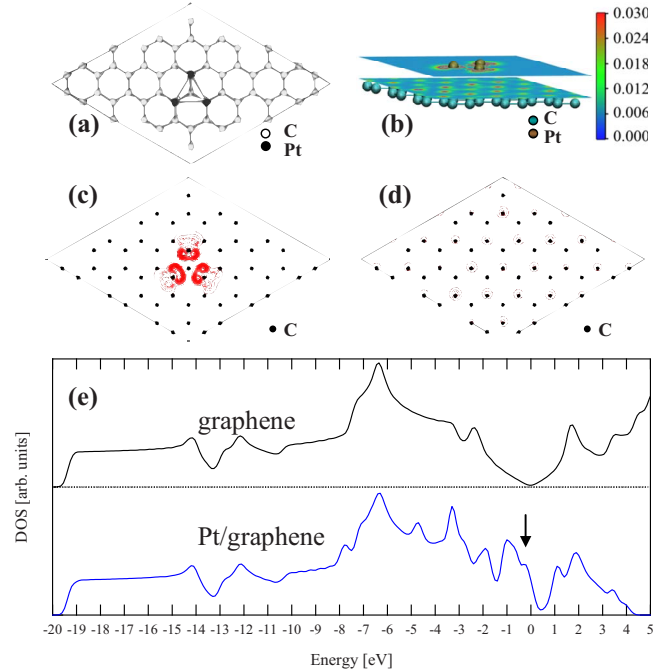 (a)
C
Pt
(b)
C
Pt
0.030
0.024
0.018
0.012
0.006
0.000
(c)
C
(d)
C
(e)
graphene
Pt/graphene
DOS [arb. units]
-20 -19 -18 -17 -16 -15 -14 -13 -12 -11 -10 -9 -8 -7 -6 -5 -4 -3 -2 -1 0 1 2 3 4 5
Energy [eV]